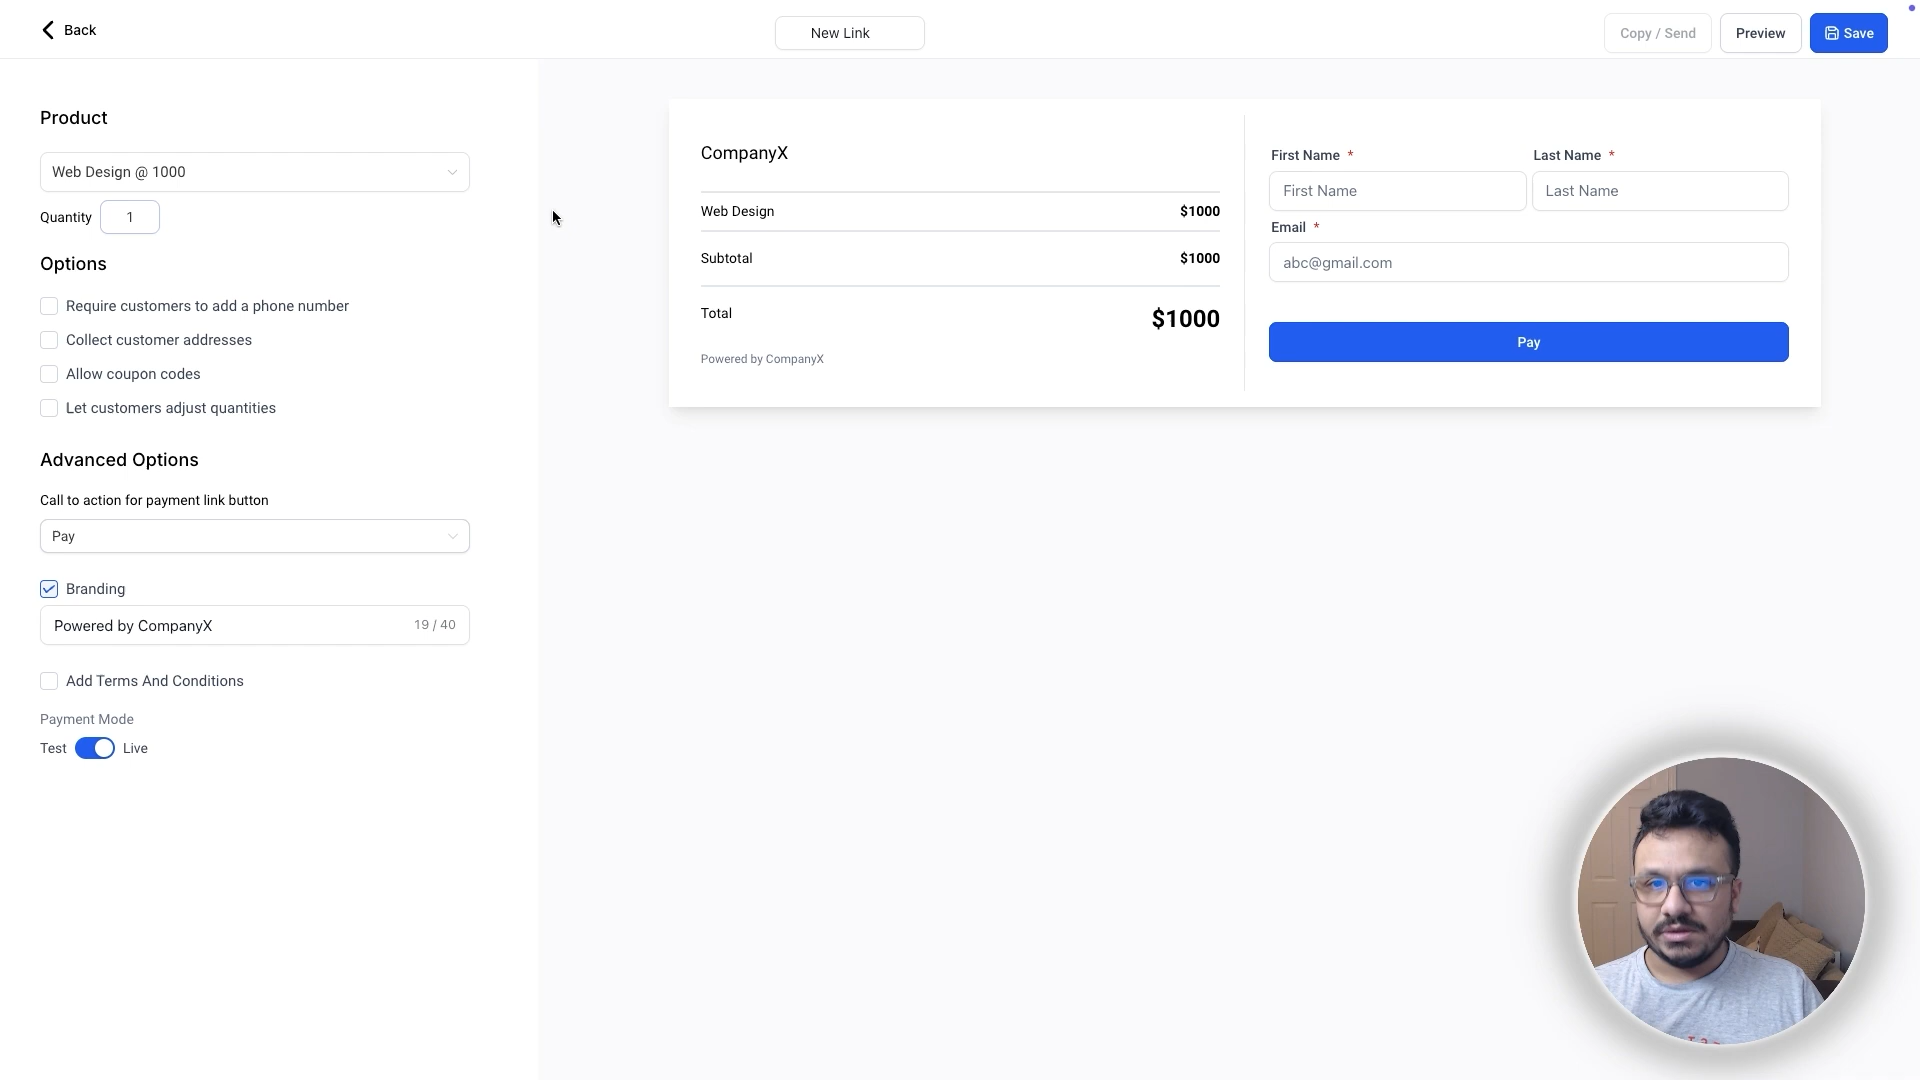 Back
New Link
Copy / Send
Preview
Save
Product
Web Design @ 1000
Quantity 1
Options
Require customers to add a phone number
Collect customer addresses
Allow coupon codes
Let customers adjust quantities
Advanced Options
Call to action for payment link button
Pay
Branding
Powered by CompanyX 19 / 40
Add Terms And Conditions
Payment Mode
Test Live
CompanyX
Web Design $1000
Subtotal $1000
Total $1000
Powered by CompanyX
First Name * Last Name *
First Name Last Name
Email *
abc@gmail.com
Pay